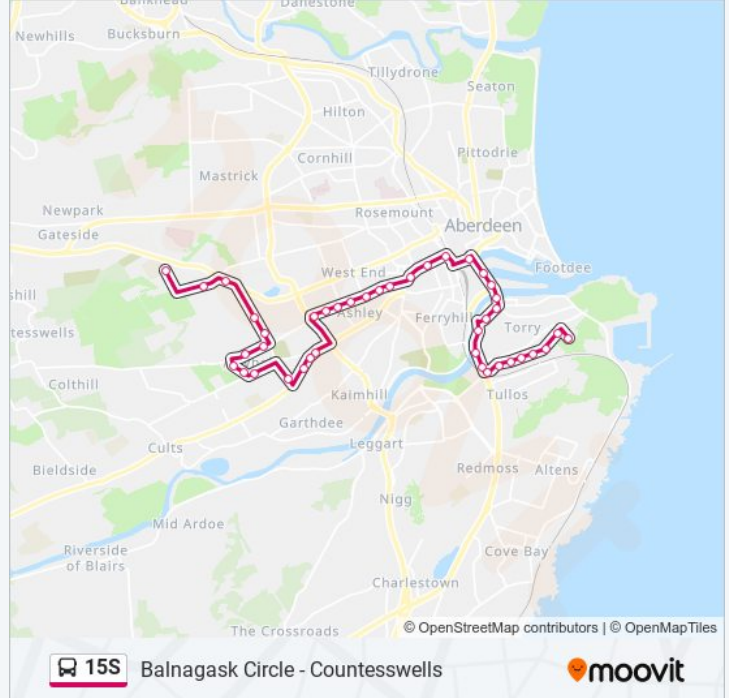 Bankhead
Danestone
Newhills
Bucksburn
Tillydrone
Seaton
Hilton
Cornhill
Pittodrie
Mastrick
Newpark
Rosemount
Gateside
Aberdeen
West End
Footdee
shill
Ashley
Ferryhill
Torry
tesswells
Colthill
Kaimhill
Tullos
Garthdee
Cults
Leggart
Bieldside
Redmoss
Altens
Nigg
Mid Ardoe
Riverside
of Blairs
Cove Bay
Charlestown
The Crossroads
© OpenStreetMap contributors | © OpenMapTiles
15S
Balnagask Circle - Countesswells
moovit